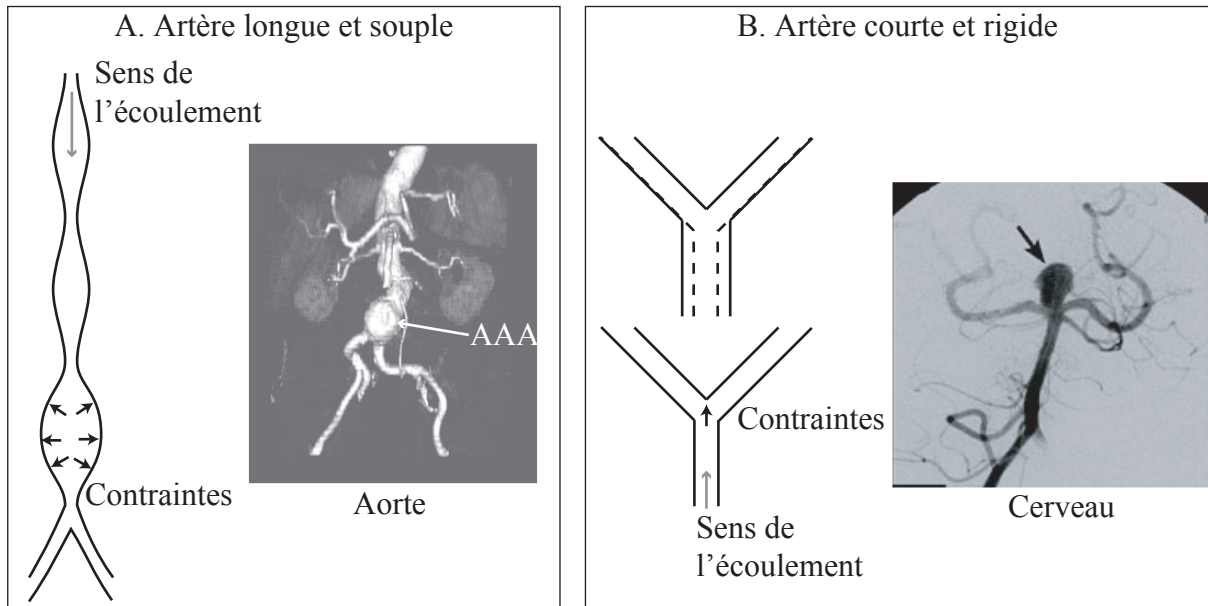 A. Artère longue et souple
Sens de
l’écoulement
AAA
Contraintes
Aorte
B. Artère courte et rigide
Contraintes
Sens de
l’écoulement
Cerveau